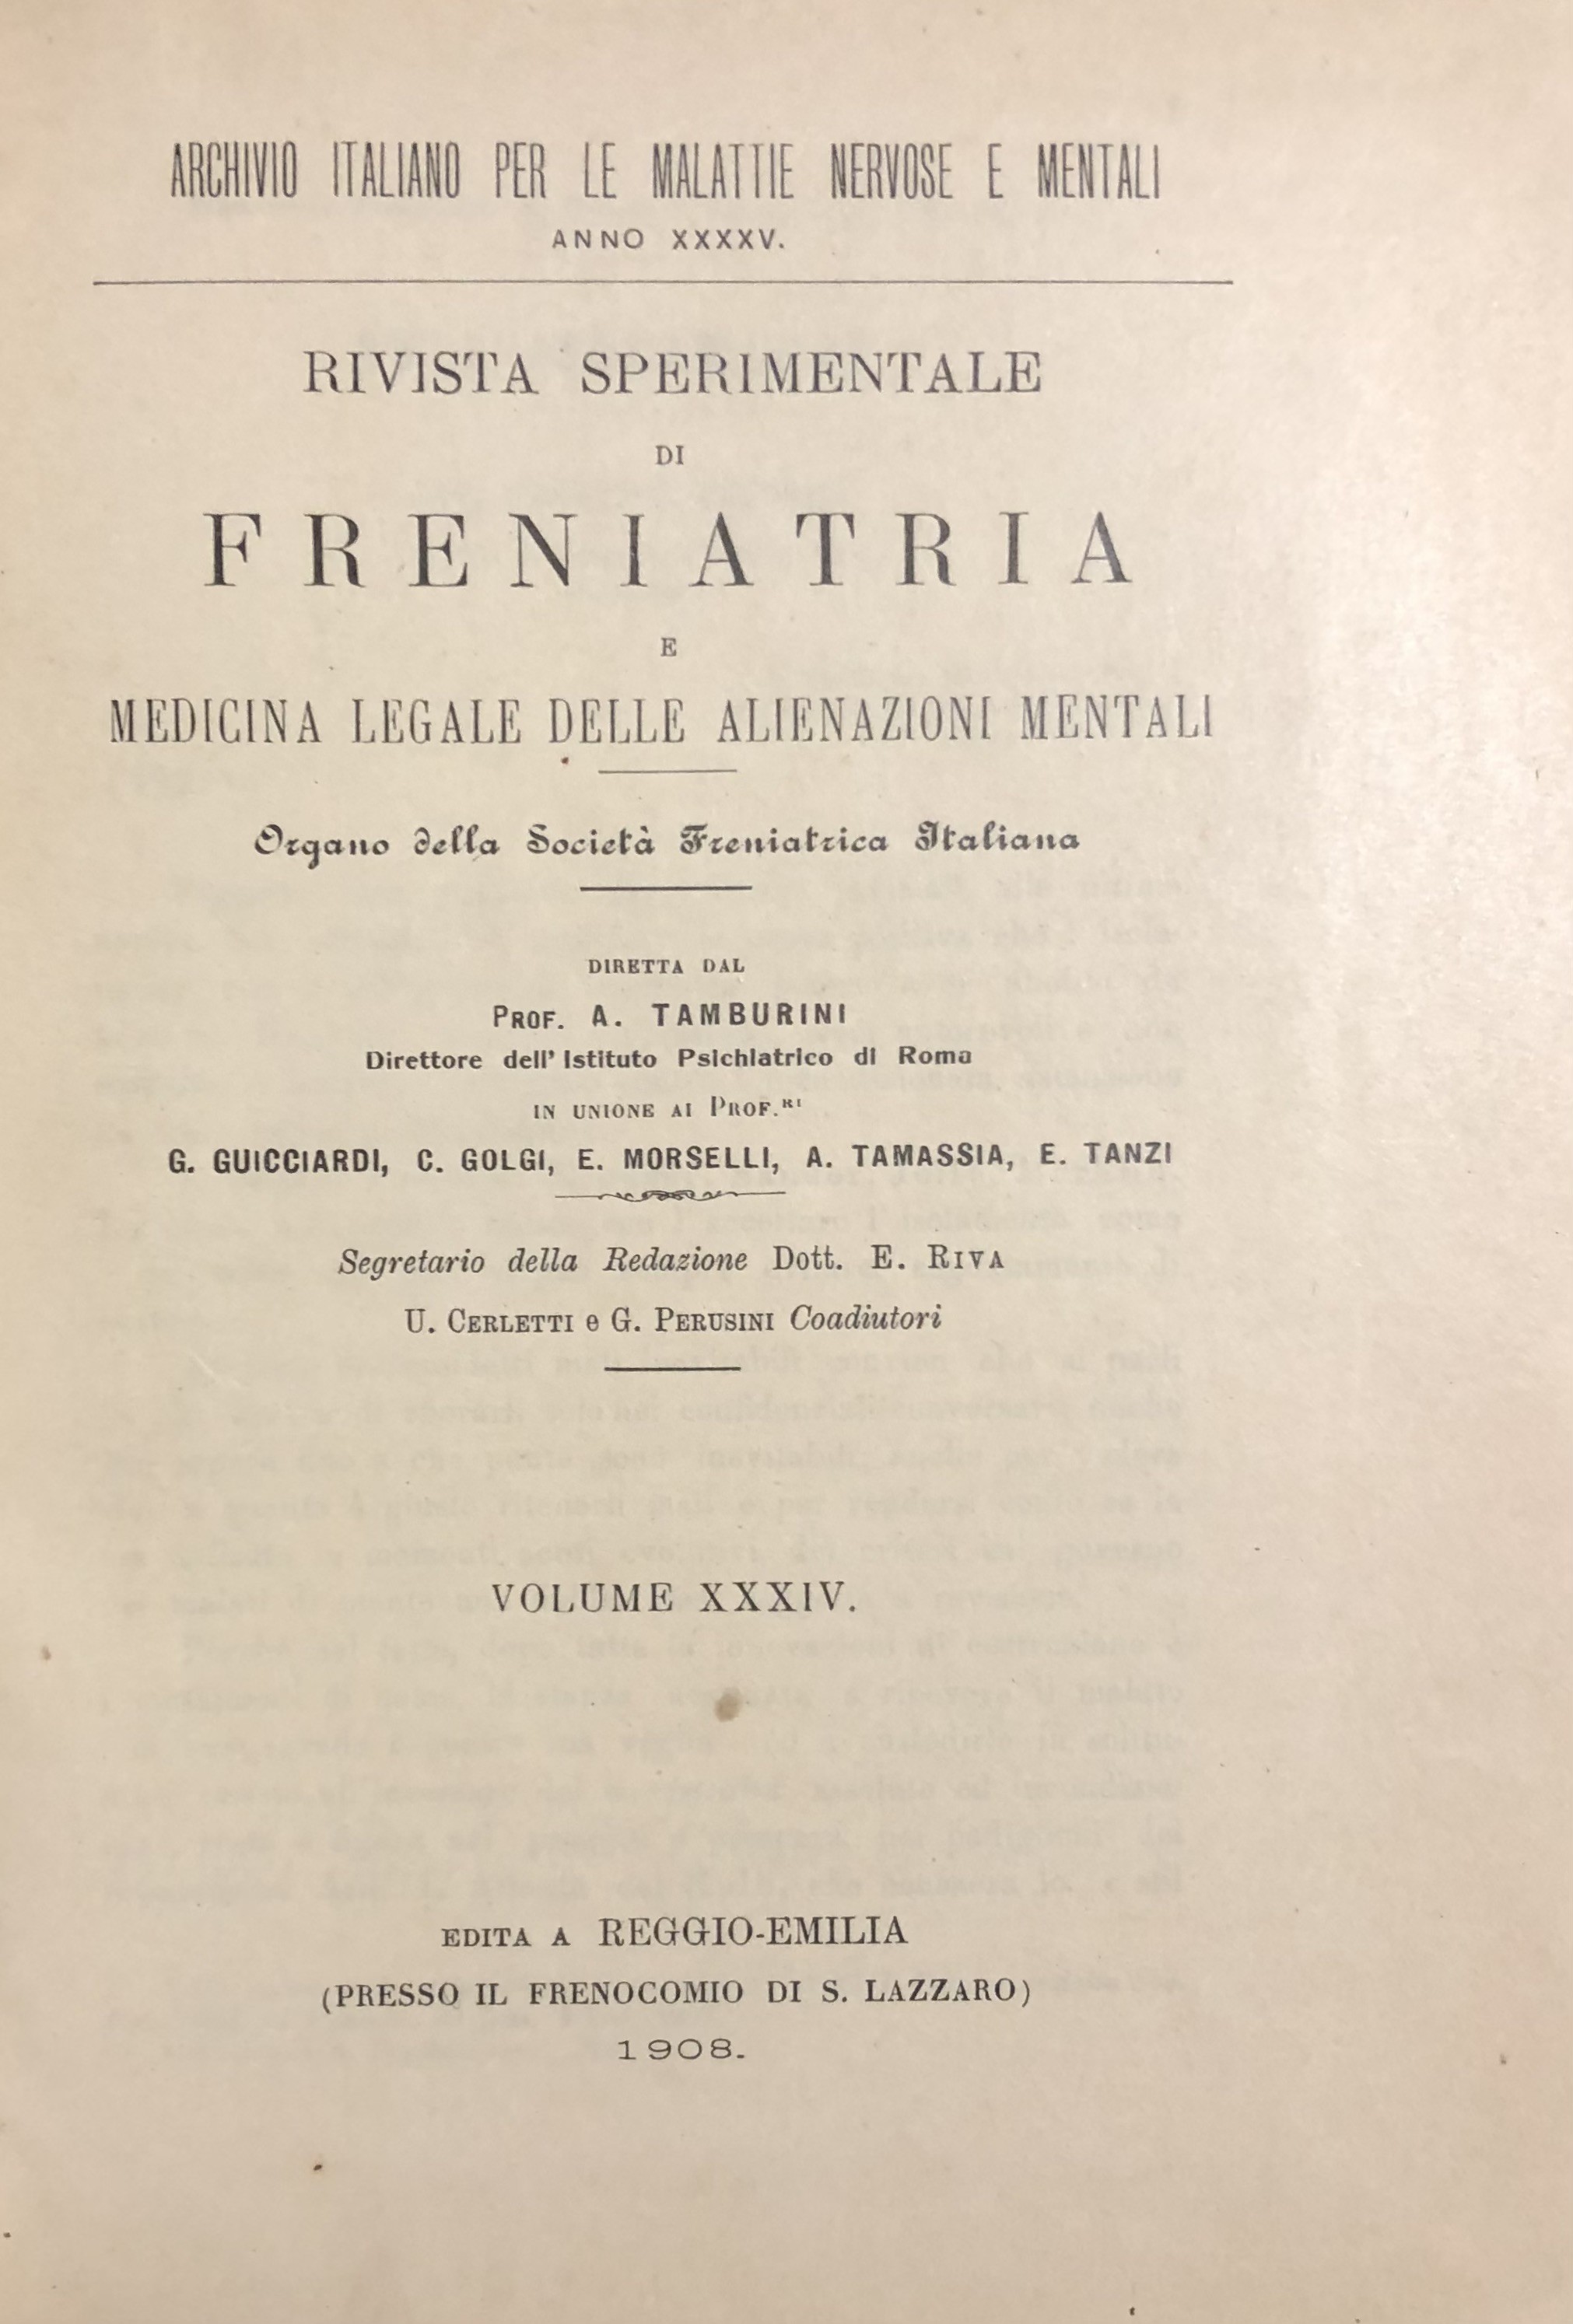 ARCHIVIO ITALIANO PER LE MALATTIE NERVOSE E MENTALI
ANNO XXXXV.
RIVISTA SPERIMENTALE
DI
FRENIATRIA
E
MEDICINA LEGALE DELLE ALIENAZIONI MENTALI
Organo della Società Freniatrica Italiana
DIRETTA DAL
PROF. A. TAMBURINI
Direttore dell' Istituto Psichiatrico di Roma
IN UNIONE AI PROF.RI
G. GUICCIARDI, C. GOLGI, E. MORSELLI, A. TAMASSIA, E. TANZI
Segretario della Redazione Dott. E. RIVA
U. CERLETTI e G. PERUSINI Coadiutori
VOLUME XXXIV.
EDITA A REGGIO-EMILIA
(PRESSO IL FRENOCOMIO DI S. LAZZARO)
1908.